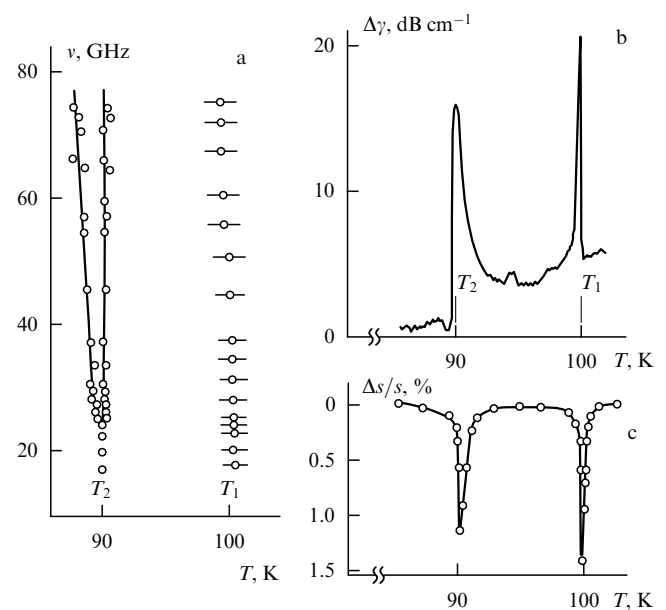 ν, GHz
a
80
60
40
20
T₂
T₁
90
100
T, K
Δγ, dB cm⁻¹
b
20
10
0
T₂
T₁
90
100
T, K
Δs/s, %
c
0
0.5
1.0
1.5
90
100
T, K